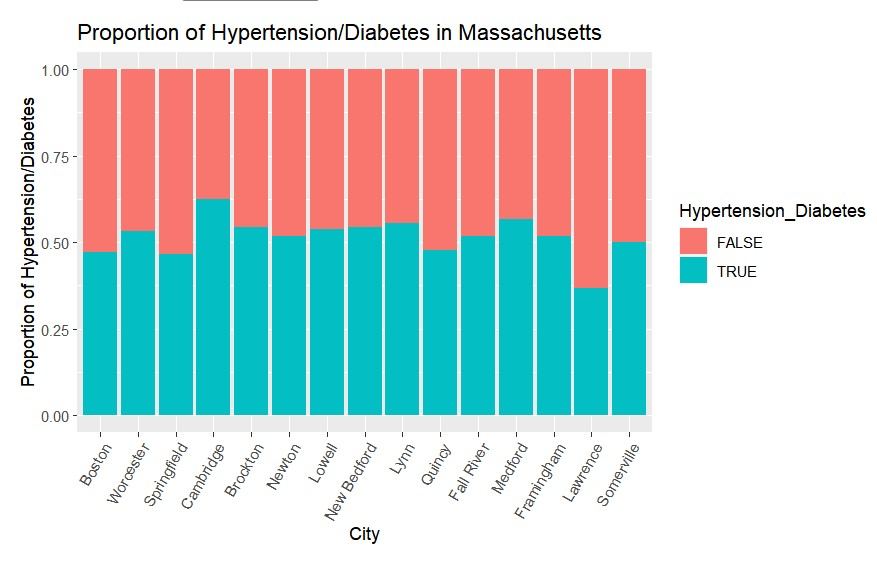 Proportion of Hypertension/Diabetes in Massachusetts
Proportion of Hypertension/Diabetes
1.00
0.75
0.50
0.25
0.00
Boston
Worcester
Springfield
Cambridge
Brockton
Newton
Lowell
New Bedford
Lynn
Quincy
Fall River
Medford
Framingham
Lawrence
Somerville
City
Hypertension_Diabetes
FALSE
TRUE